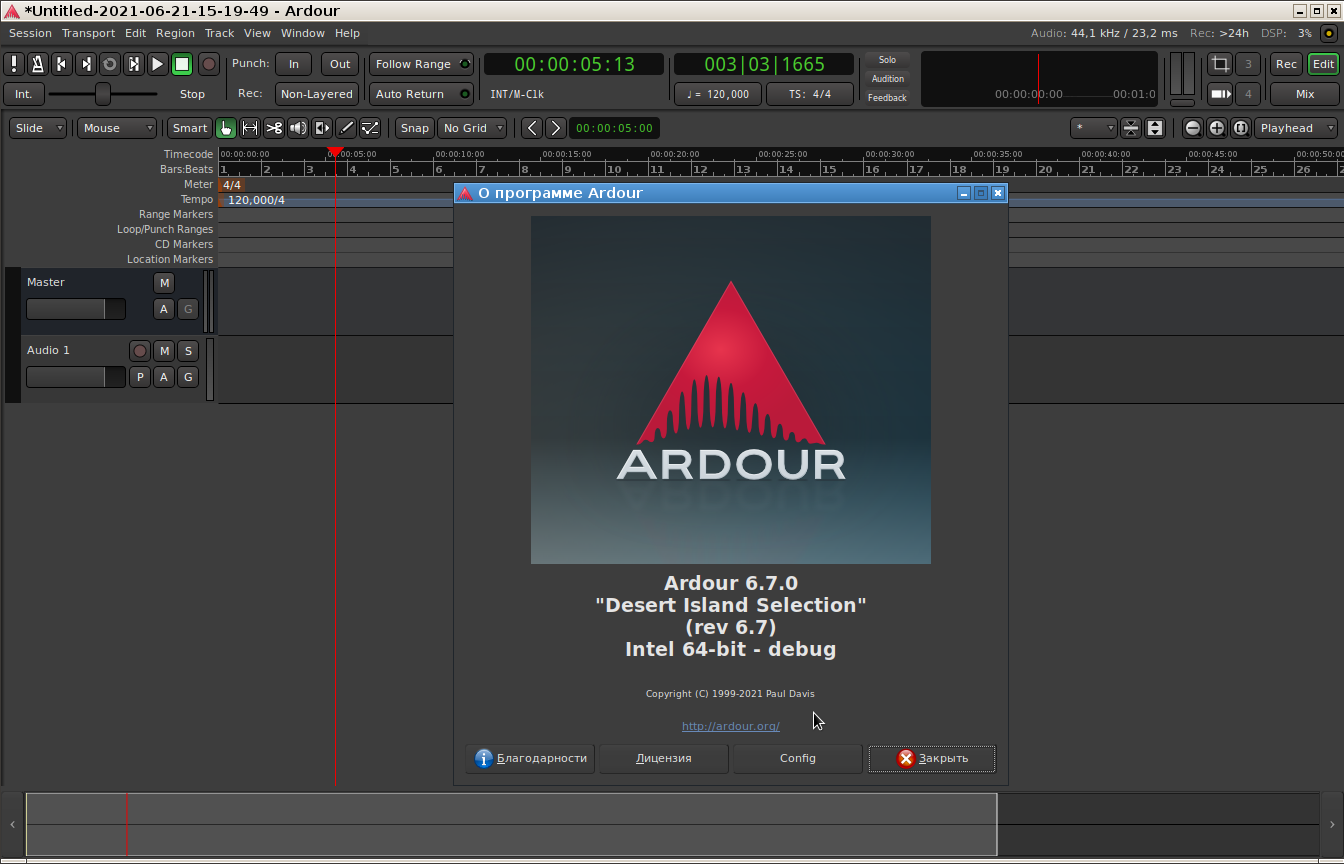 *Untitled-2021-06-21-15-19-49 - Ardour
Session Transport Edit Region Track View Window Help
Audio: 44,1 kHz / 23,2 ms Rec: >24h DSP: 3%
Punch: In Out Follow Range 00:00:05:13 003|03|1665 Solo Audition Feedback 00:00:00:00 00:01:0 3 Rec Edit
Int. Stop Rec: Non-Layered Auto Return INT/M-Clk ♩ = 120,000 TS: 4/4 4 Mix
Slide Mouse Smart Snap No Grid 00:00:05:00 * Playhead
Timecode 00:00:00:00 00:00:05:00 00:00:10:00 00:00:15:00 00:00:20:00 00:00:25:00 00:00:30:00 00:00:35:00 00:00:40:00 00:00:45:00 00:00:50:00
Bars:Beats 1 2 3 4 5 6 7 8 9 10 11 12 13 14 15 16 17 18 19 20 21 22 23 24 25 26
Meter 4/4
Tempo 120,000/4
Range Markers
Loop/Punch Ranges
CD Markers
Location Markers
Master M
A G
Audio 1 M S
P A G
О программе Ardour
ARDOUR
Ardour 6.7.0
"Desert Island Selection"
(rev 6.7)
Intel 64-bit - debug
Copyright (C) 1999-2021 Paul Davis
http://ardour.org/
Благодарности Лицензия Config Закрыть